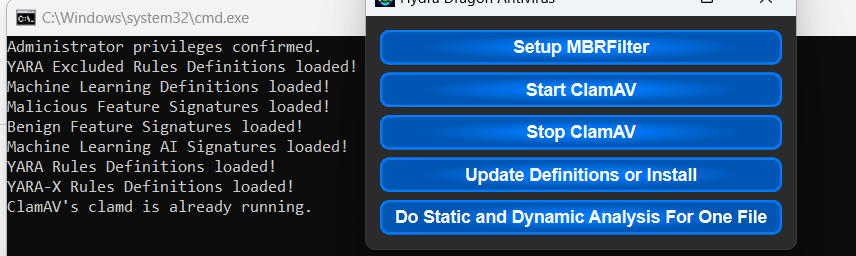 C:\Windows\system32\cmd.exe
Administrator privileges confirmed.
YARA Excluded Rules Definitions loaded!
Machine Learning Definitions loaded!
Malicious Feature Signatures loaded!
Benign Feature Signatures loaded!
Machine Learning AI Signatures loaded!
YARA Rules Definitions loaded!
YARA-X Rules Definitions loaded!
ClamAV's clamd is already running.
Hydra Dragon Antivirus
Setup MBRFilter
Start ClamAV
Stop ClamAV
Update Definitions or Install
Do Static and Dynamic Analysis For One File